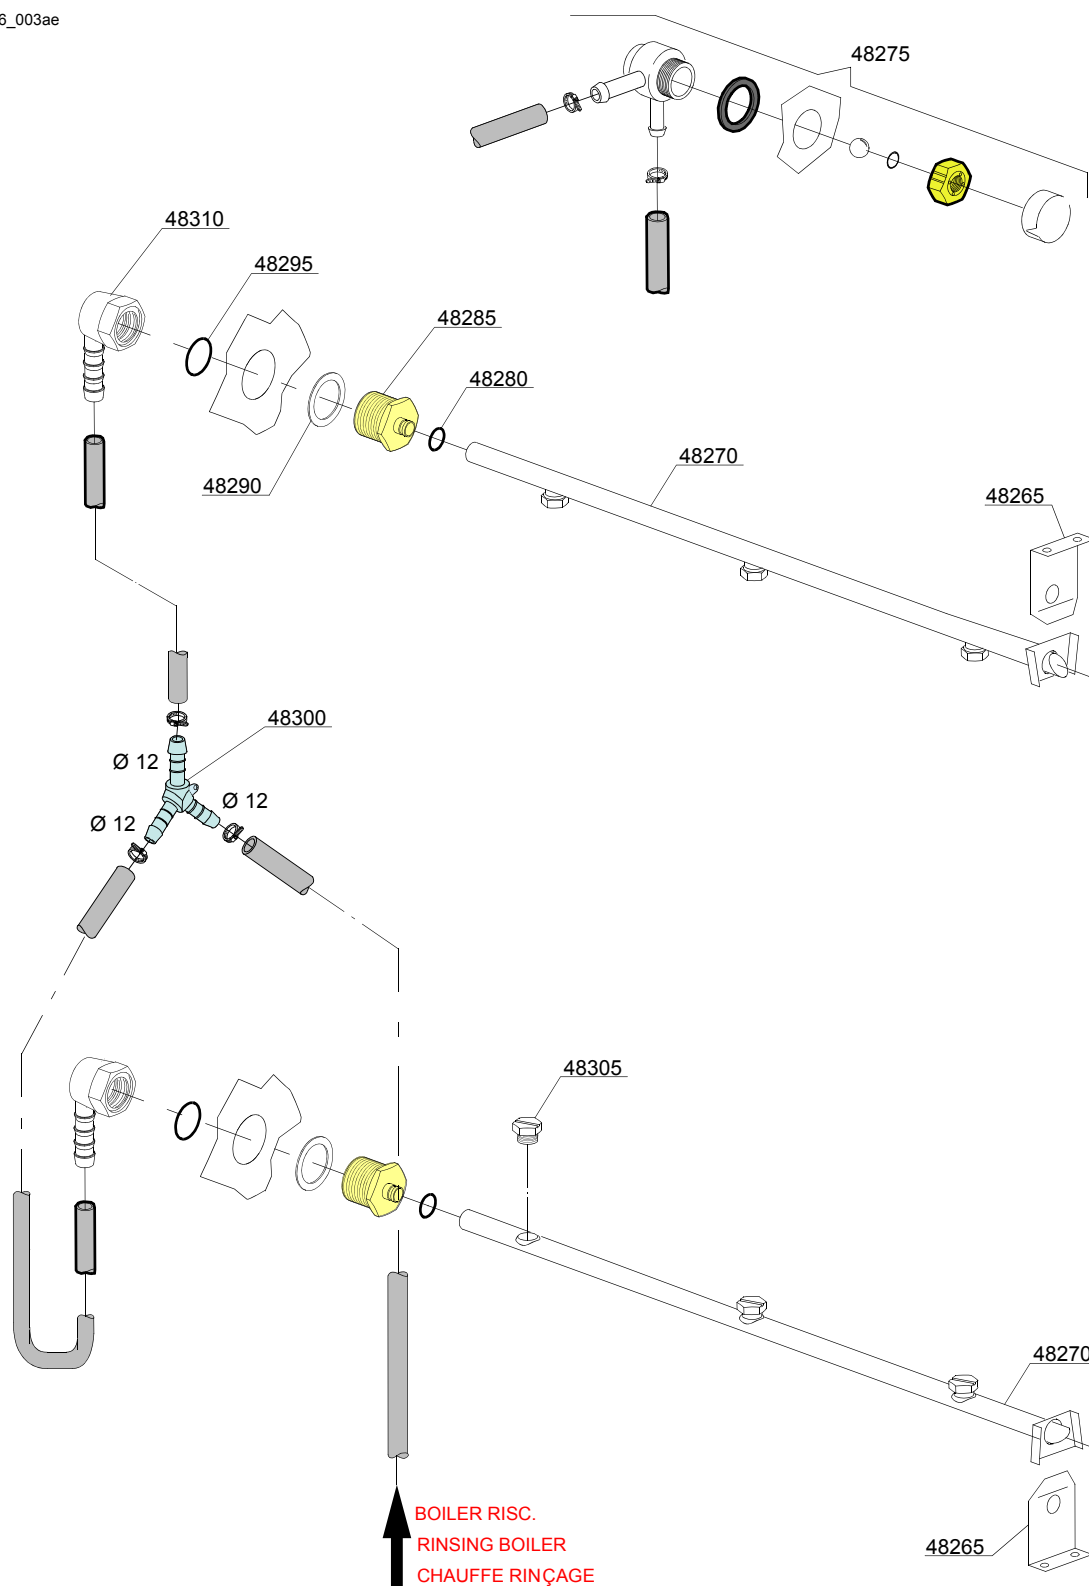 6_003ae
48275
48310
48295
48285
48280
48270
48290
48265
48300
Ø 12
Ø 12
Ø 12
48305
48270
BOILER RISC.
RINSING BOILER
48265
CHAUFFE RINÇAGE